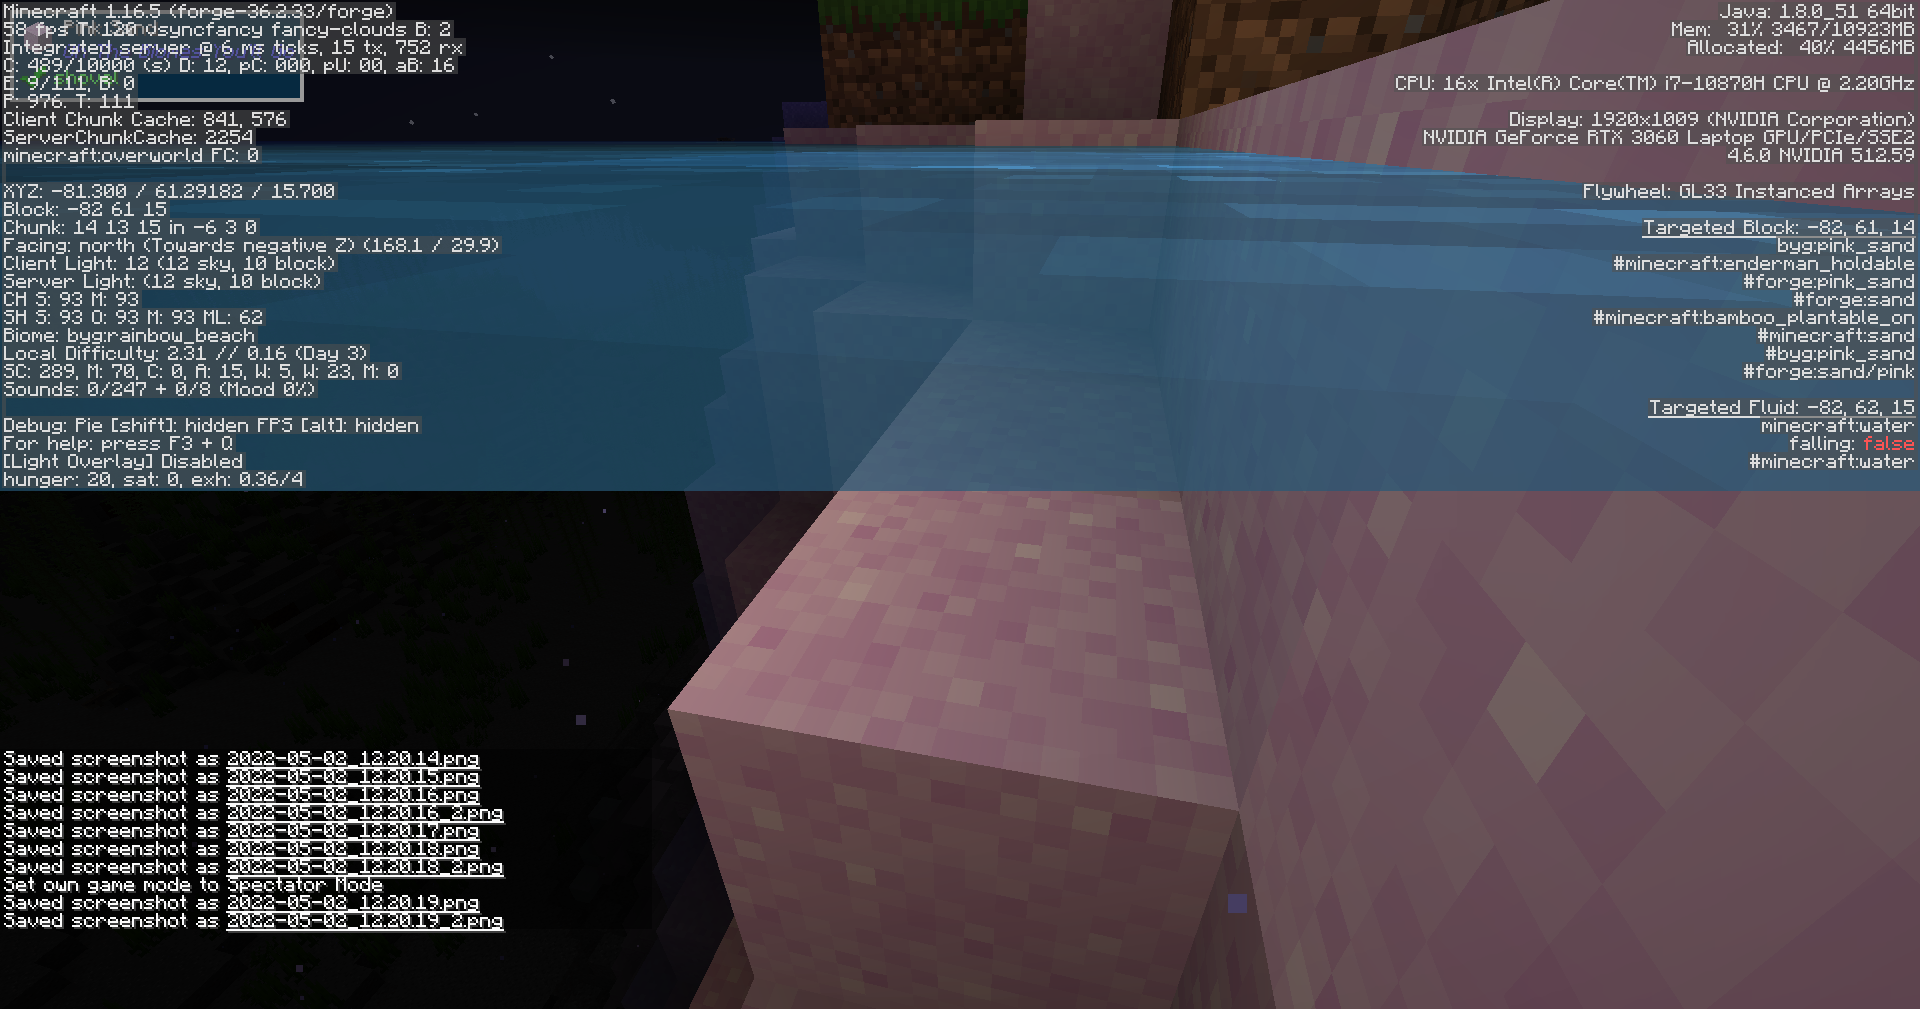 Minecraft 1.16.5 (forge-36.2.33/forge)
58 fps T: 120 vsyncfancy fancy-clouds B: 2
Integrated server @ 6 ms ticks, 15 tx, 752 rx
C: 489/10000 (s) D: 12, pC: 000, pU: 00, aB: 16
E: 9/111, B: 0
P: 976. T: 111
Client Chunk Cache: 841, 576
ServerChunkCache: 2254
minecraft:overworld FC: 0
XYZ: -81.300 / 61.29182 / 15.700
Block: -82 61 15
Chunk: 14 13 15 in -6 3 0
Facing: north (Towards negative Z) (168.1 / 29.9)
Client Light: 12 (12 sky, 10 block)
Server Light: (12 sky, 10 block)
CH S: 93 M: 93
SH S: 93 O: 93 M: 93 ML: 62
Biome: byg:rainbow_beach
Local Difficulty: 2.31 // 0.16 (Day 3)
SC: 289, M: 70, C: 0, A: 15, W: 5, W: 23, M: 0
Sounds: 0/247 + 0/8 (Mood 0%)
Debug: Pie [shift]: hidden FPS [alt]: hidden
For help: press F3 + Q
[Light Overlay] Disabled
hunger: 20, sat: 0, exh: 0.36/4
Java: 1.8.0_51 64bit
Mem: 31% 3467/10923MB
Allocated: 40% 4456MB
CPU: 16x Intel(R) Core(TM) i7-10870H CPU @ 2.20GHz
Display: 1920x1009 (NVIDIA Corporation)
NVIDIA GeForce RTX 3060 Laptop GPU/PCIe/SSE2
4.6.0 NVIDIA 512.59
Flywheel: GL33 Instanced Arrays
Targeted Block: -82, 61, 14
byg:pink_sand
#minecraft:enderman_holdable
#forge:pink_sand
#forge:sand
#minecraft:bamboo_plantable_on
#minecraft:sand
#byg:pink_sand
#forge:sand/pink
Targeted Fluid: -82, 62, 15
minecraft:water
falling: false
#minecraft:water
Saved screenshot as 2022-05-02_12.20.14.png
Saved screenshot as 2022-05-02_12.20.15.png
Saved screenshot as 2022-05-02_12.20.16.png
Saved screenshot as 2022-05-02_12.20.16_2.png
Saved screenshot as 2022-05-02_12.20.17.png
Saved screenshot as 2022-05-02_12.20.18.png
Saved screenshot as 2022-05-02_12.20.18_2.png
Set own game mode to Spectator Mode
Saved screenshot as 2022-05-02_12.20.19.png
Saved screenshot as 2022-05-02_12.20.19_2.png